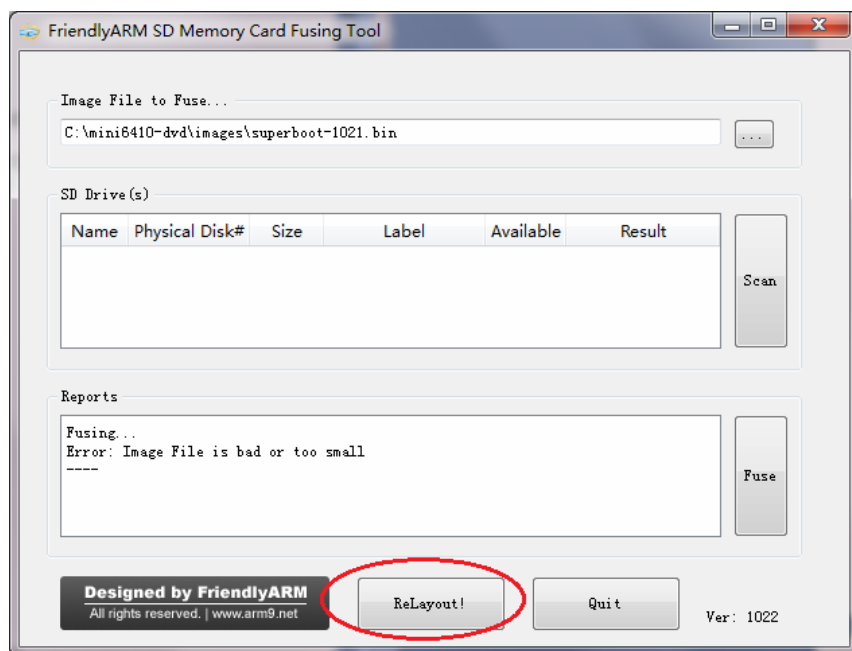 FriendlyARM SD Memory Card Fusing Tool
Image File to Fuse...
C:\mini6410-dvd\images\superboot-1021.bin
...
SD Drive(s)
Name Physical Disk# Size Label Available Result
Scan
Reports
Fusing...
Error: Image File is bad or too small
----
Fuse
Designed by FriendlyARM
All rights reserved. | www.arm9.net
ReLayout!
Quit
Ver: 1022